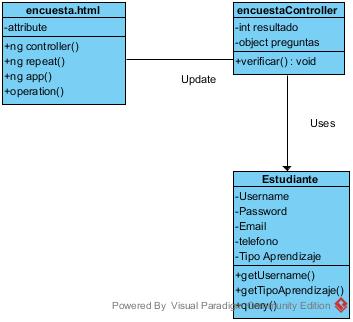 encuesta.html
-attribute
+ng controller()
+ng repeat()
+ng app()
+operation()
encuestaController
-int resultado
-object preguntas
+verificar() : void
Update
Uses
Estudiante
-Username
-Password
-Email
-telefono
-Tipo Aprendizaje
+getUsername()
+getTipoAprendizaje()
+query()
Powered By Visual Paradigm Community Edition